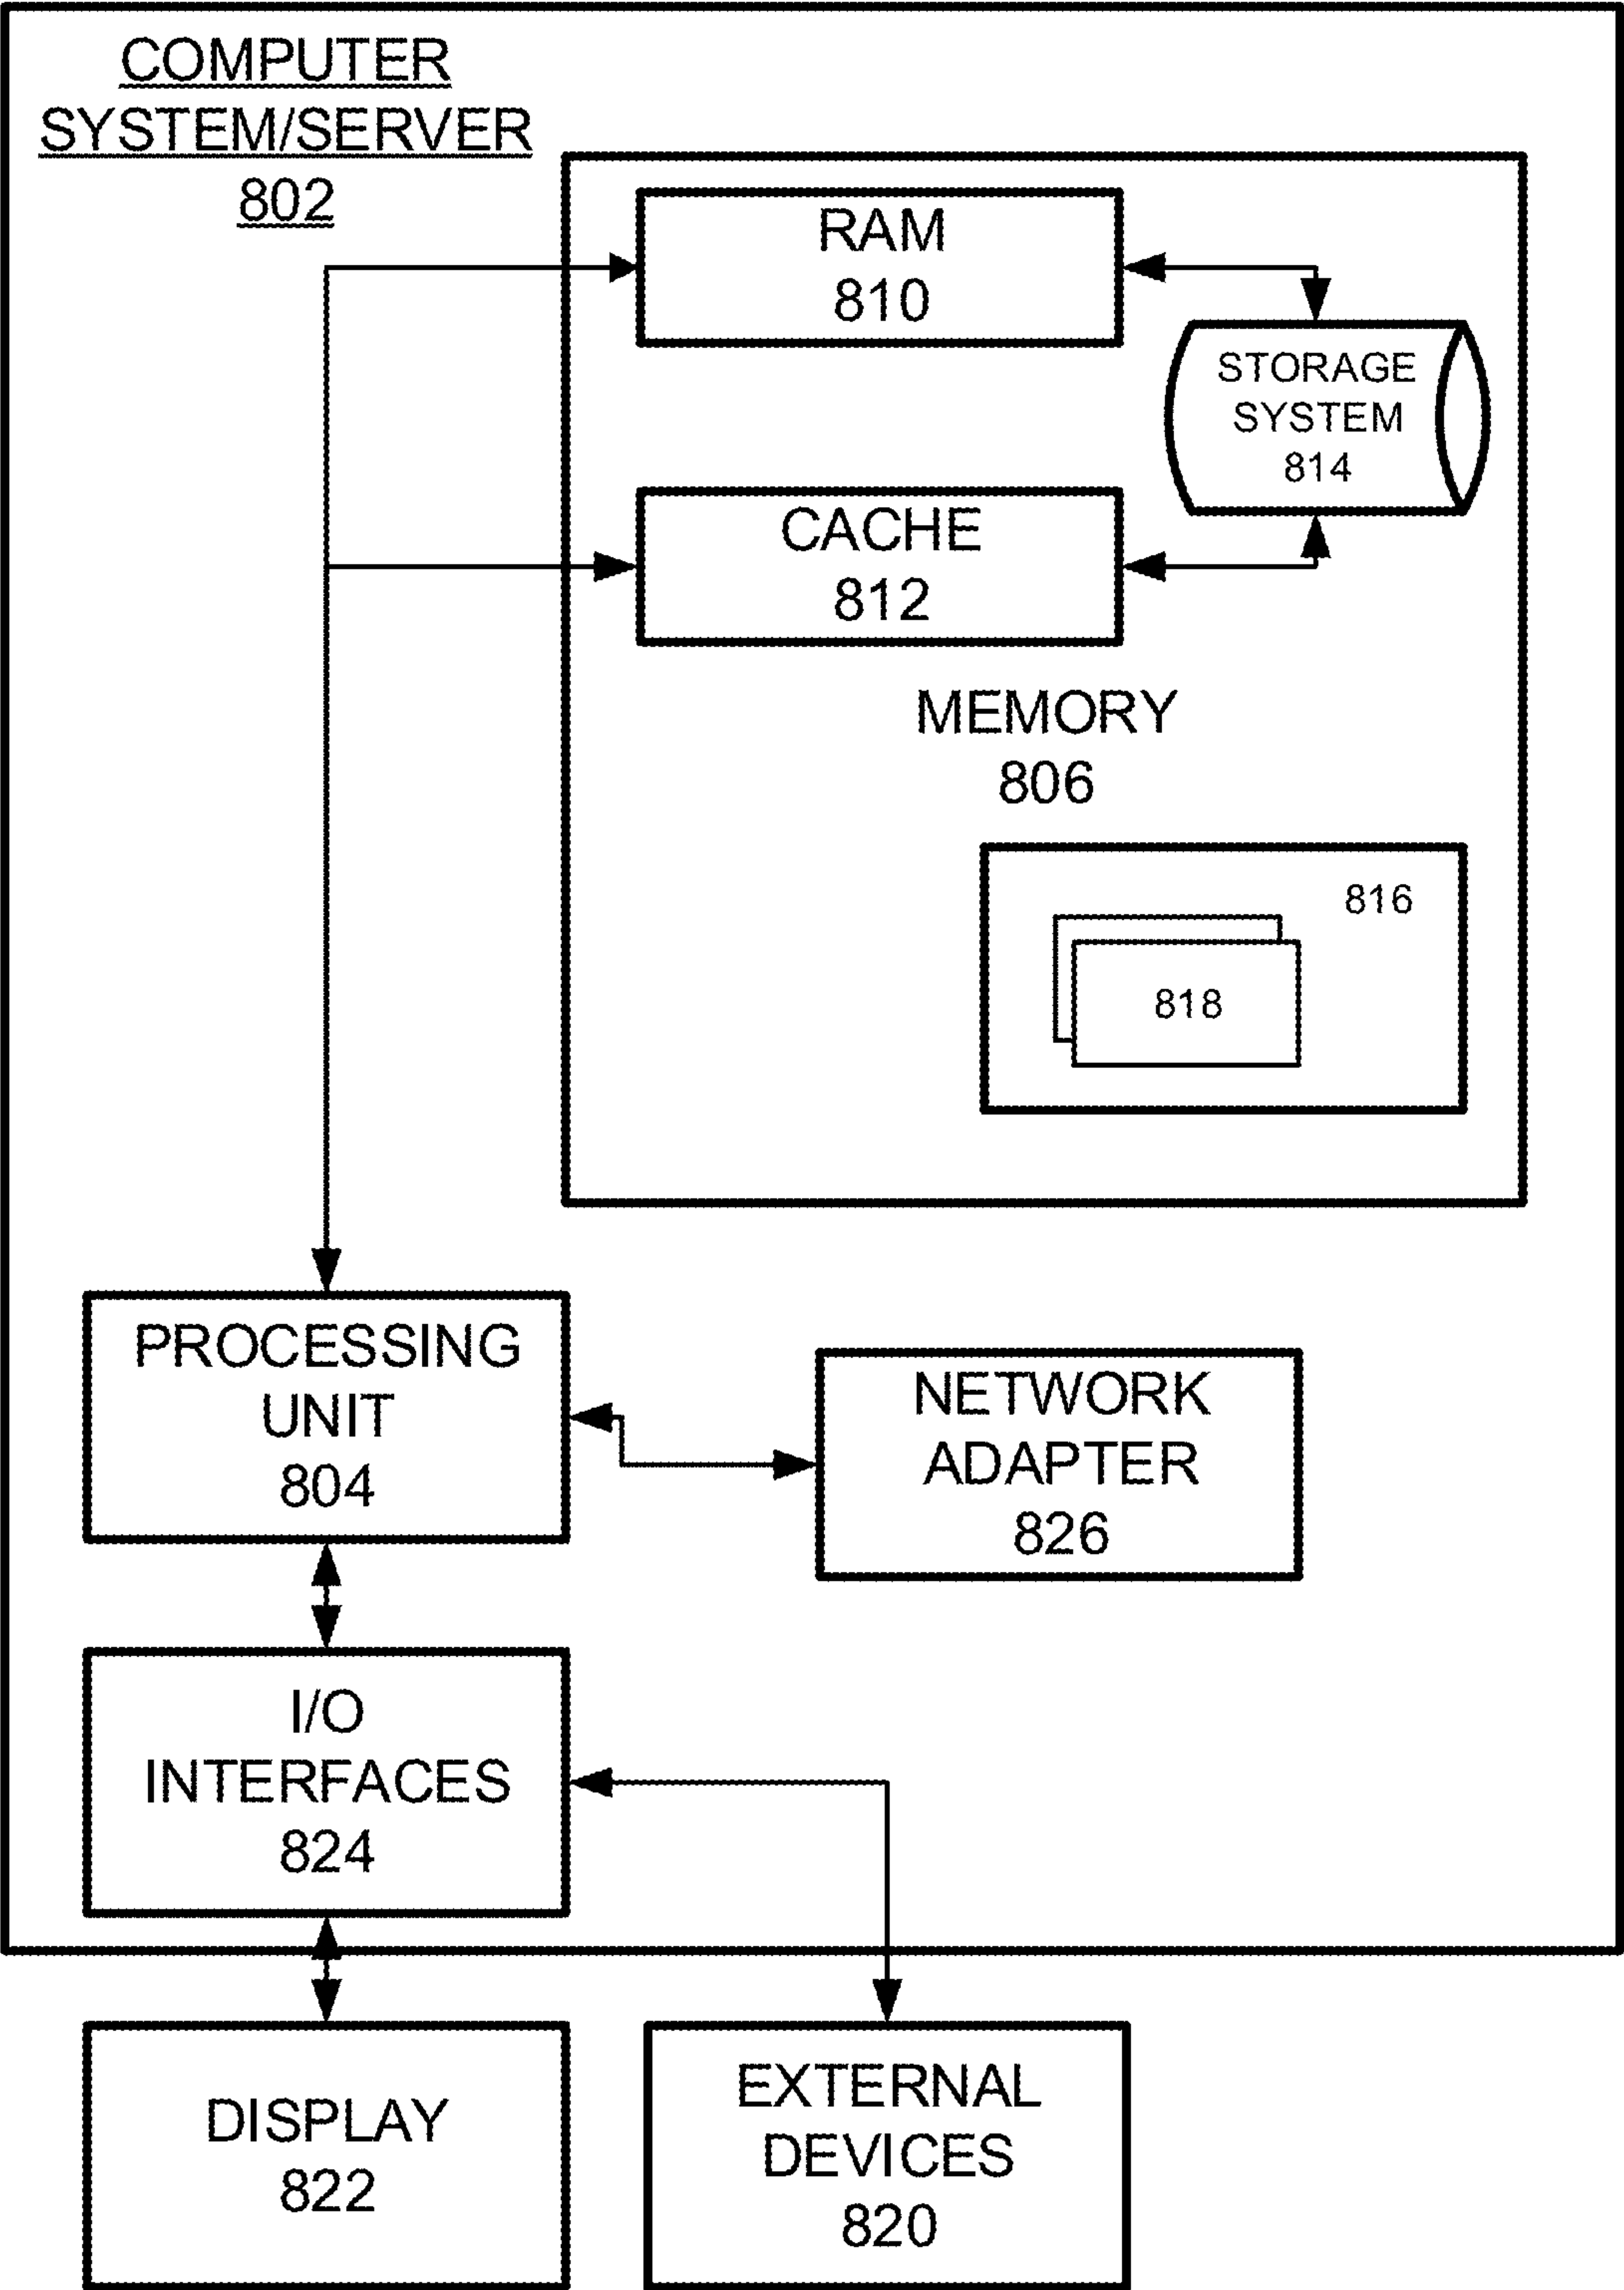 COMPUTER
SYSTEM/SERVER
802
RAM
810
STORAGE
SYSTEM
814
CACHE
812
MEMORY
806
816
818
PROCESSING
UNIT
804
NETWORK
ADAPTER
826
I/O
INTERFACES
824
DISPLAY
822
EXTERNAL
DEVICES
820